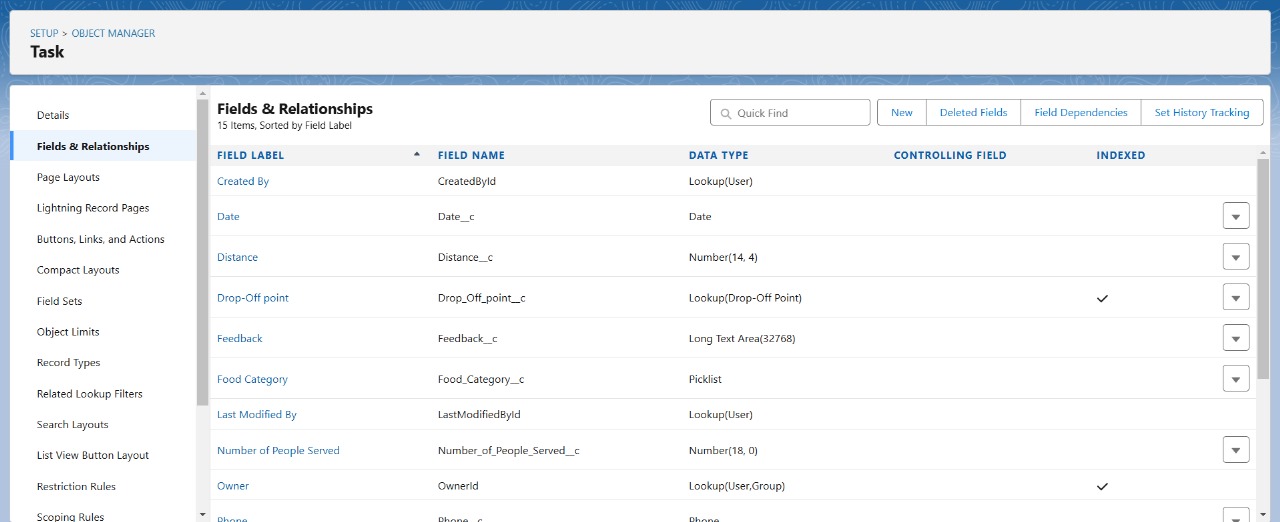 SETUP > OBJECT MANAGER
Task
Details
Fields & Relationships
Page Layouts
Lightning Record Pages
Buttons, Links, and Actions
Compact Layouts
Field Sets
Object Limits
Record Types
Related Lookup Filters
Search Layouts
List View Button Layout
Restriction Rules
Scoping Rules
Fields & Relationships
15 Items, Sorted by Field Label
Quick Find
New
Deleted Fields
Field Dependencies
Set History Tracking
FIELD LABEL FIELD NAME DATA TYPE CONTROLLING FIELD INDEXED
Created By CreatedById Lookup(User)
Date Date__c Date
Distance Distance__c Number(14, 4)
Drop-Off point Drop_Off_point__c Lookup(Drop-Off Point)
Feedback Feedback__c Long Text Area(32768)
Food Category Food_Category__c Picklist
Last Modified By LastModifiedById Lookup(User)
Number of People Served Number_of_People_Served__c Number(18, 0)
Owner OwnerId Lookup(User,Group)
Phone Phone__c Phone